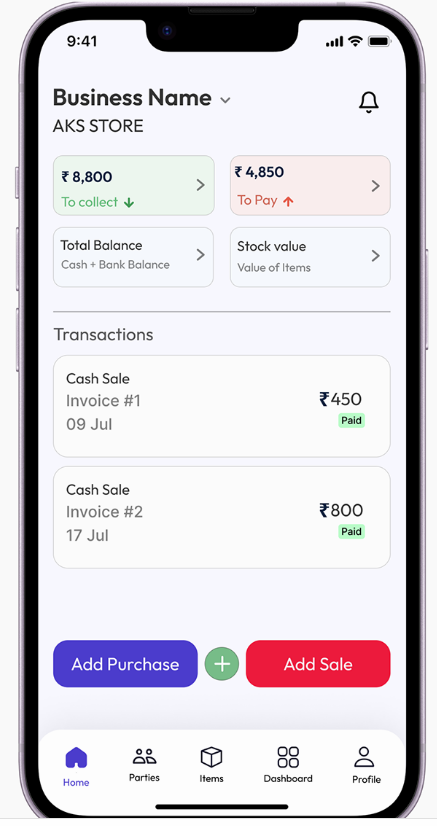 9:41
Business Name
AKS STORE
₹ 8,800
To collect ↓
₹ 4,850
To Pay ↑
Total Balance
Cash + Bank Balance
Stock value
Value of Items
Transactions
Cash Sale
Invoice #1
09 Jul
₹450
Paid
Cash Sale
Invoice #2
17 Jul
₹800
Paid
Add Purchase
+
Add Sale
Home
Parties
Items
Dashboard
Profile